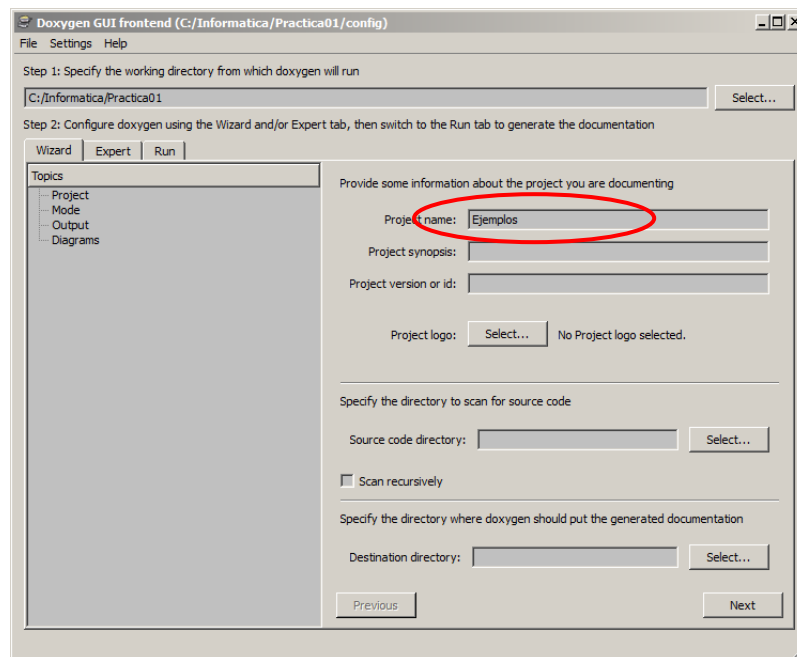 Doxygen GUI frontend (C:/Informatica/Practica01/config)
File Settings Help
Step 1: Specify the working directory from which doxygen will run
C:/Informatica/Practica01 Select...
Step 2: Configure doxygen using the Wizard and/or Expert tab, then switch to the Run tab to generate the documentation
Wizard Expert Run
Topics
Project
Mode
Output
Diagrams
Provide some information about the project you are documenting
Project name: Ejemplos
Project synopsis:
Project version or id:
Project logo: Select... No Project logo selected.
Specify the directory to scan for source code
Source code directory: Select...
Scan recursively
Specify the directory where doxygen should put the generated documentation
Destination directory: Select...
Previous Next